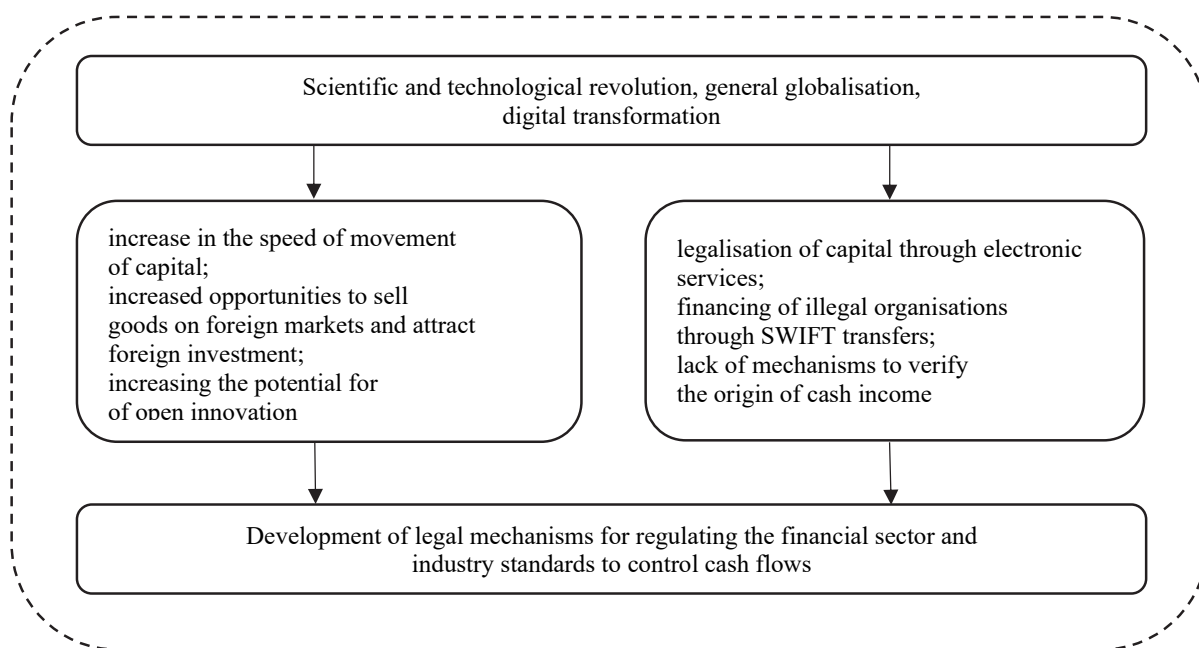 Scientific and technological revolution, general globalisation,
digital transformation
increase in the speed of movement
of capital;
increased opportunities to sell
goods on foreign markets and attract
foreign investment;
increasing the potential for
of open innovation
legalisation of capital through electronic
services;
financing of illegal organisations
through SWIFT transfers;
lack of mechanisms to verify
the origin of cash income
Development of legal mechanisms for regulating the financial sector and
industry standards to control cash flows